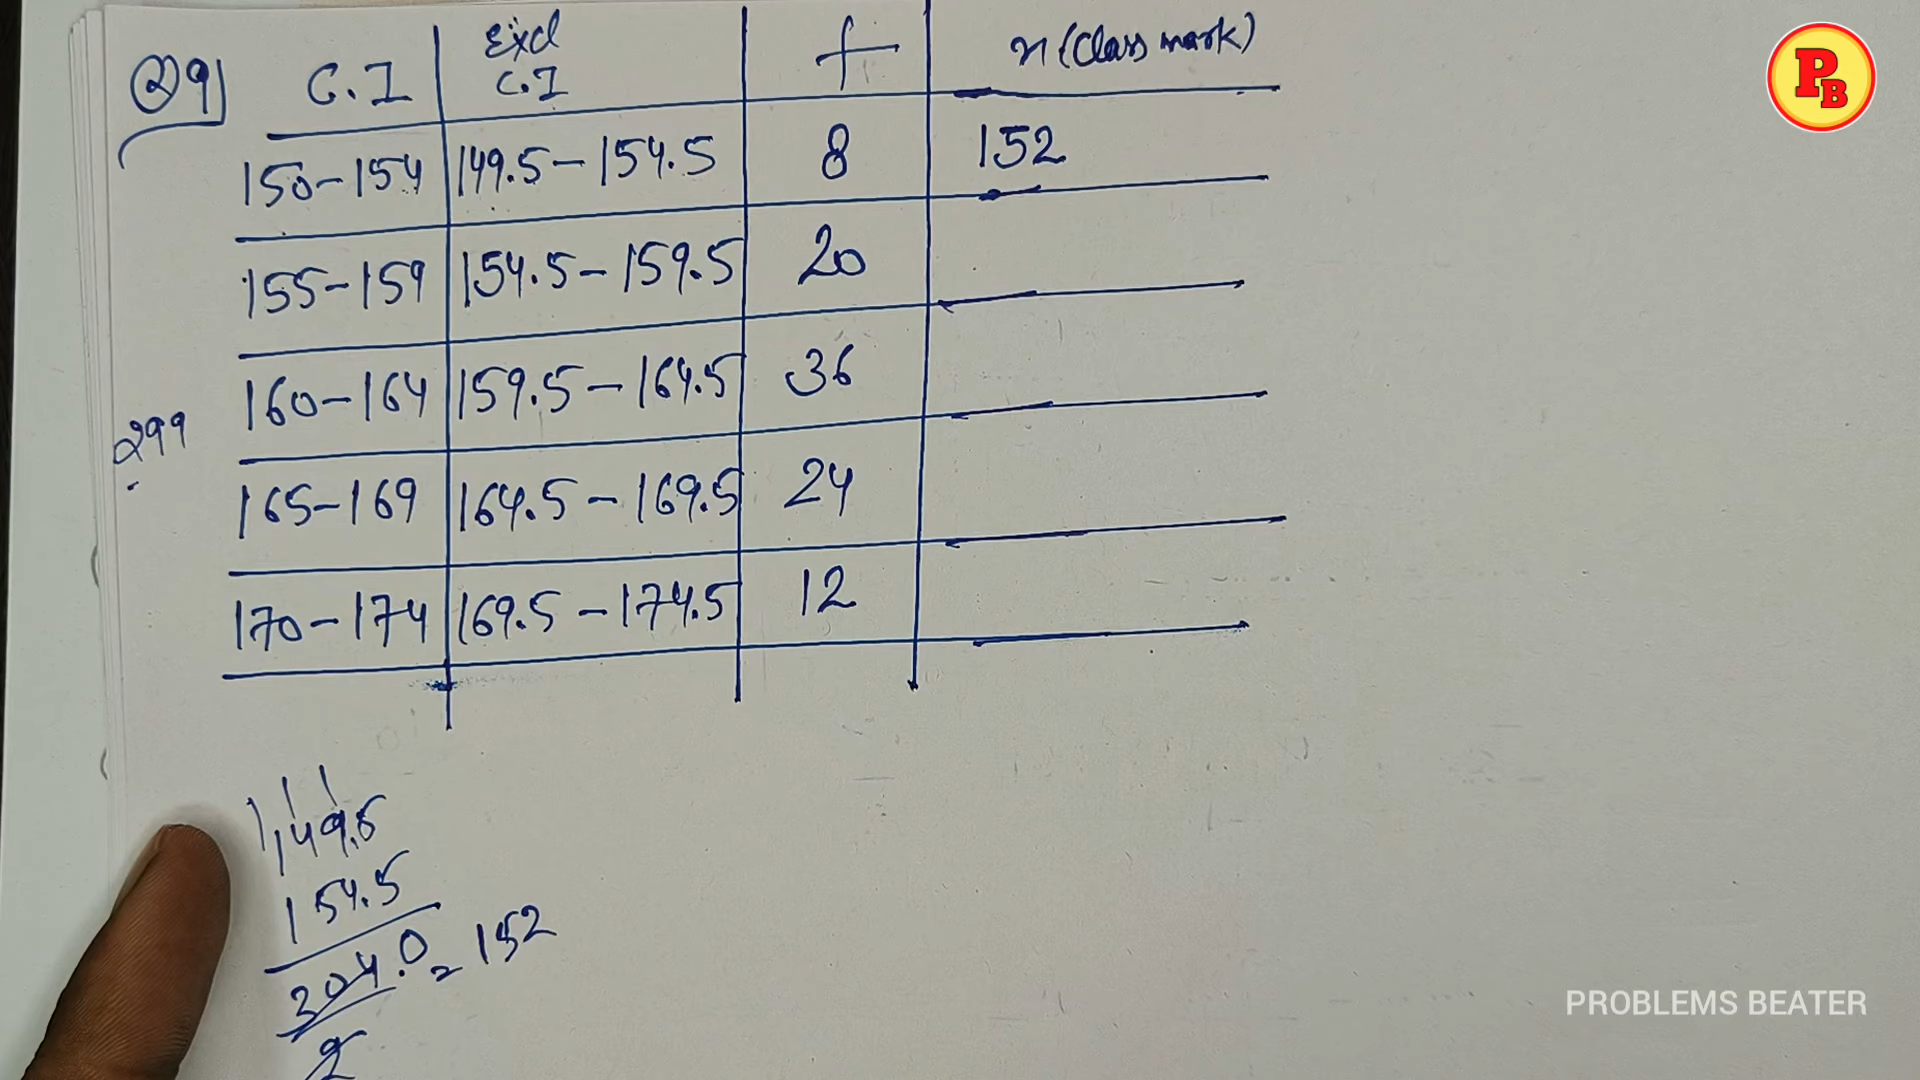 Q9)
C.I Excl C.I f x (Class mark)
150-154 149.5-154.5 8 152
155-159 154.5-159.5 20
160-164 159.5-164.5 36
299
165-169 164.5-169.5 24
170-174 169.5-174.5 12
149.5
154.5
304.0 = 152
2
PB
PROBLEMS BEATER